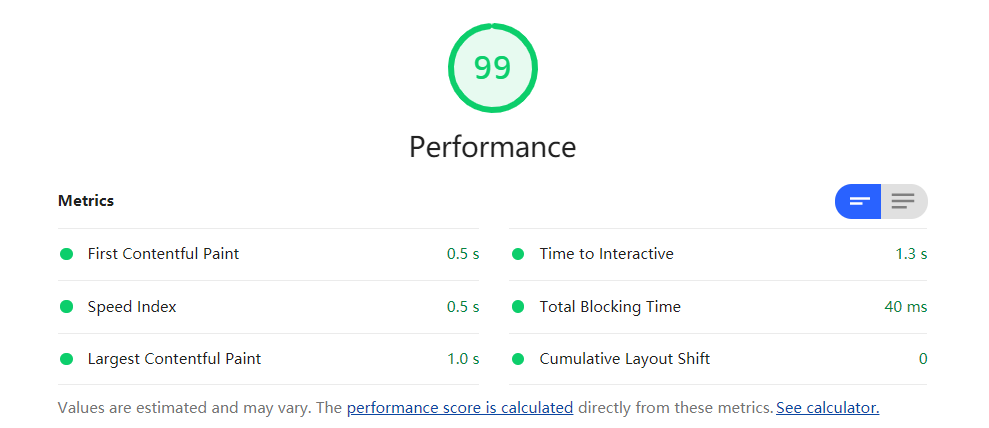 99
Performance
Metrics
First Contentful Paint 0.5 s
Time to Interactive 1.3 s
Speed Index 0.5 s
Total Blocking Time 40 ms
Largest Contentful Paint 1.0 s
Cumulative Layout Shift 0
Values are estimated and may vary. The performance score is calculated directly from these metrics. See calculator.